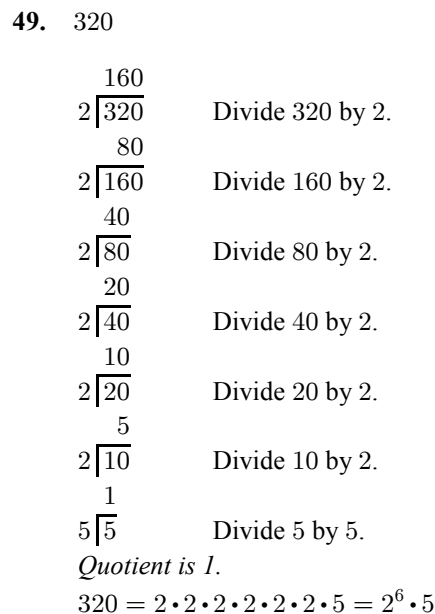 49. 320
160
2⟌320 Divide 320 by 2.
80
2⟌160 Divide 160 by 2.
40
2⟌80 Divide 80 by 2.
20
2⟌40 Divide 40 by 2.
10
2⟌20 Divide 20 by 2.
5
2⟌10 Divide 10 by 2.
1
5⟌5 Divide 5 by 5.
Quotient is 1.
320 = 2 • 2 • 2 • 2 • 2 • 2 • 5 = 2⁶ • 5